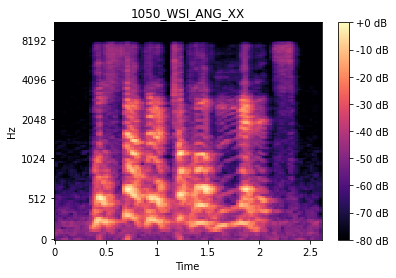 1050_WSI_ANG_XX
+0 dB
8192
-10 dB
4096
-20 dB
-30 dB
2048
Hz
-40 dB
1024
-50 dB
512
-60 dB
-70 dB
0
-80 dB
0 0.5 1 1.5 2 2.5
Time